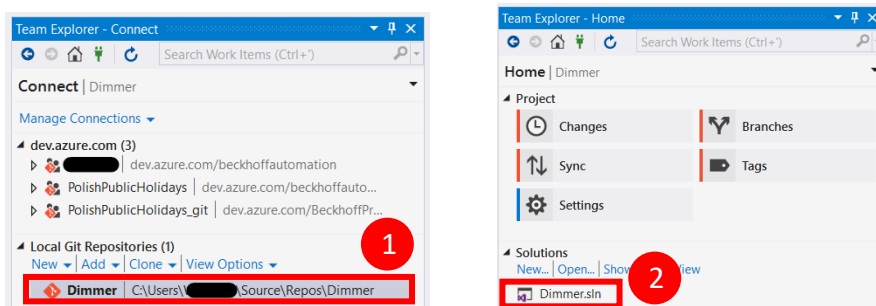 Team Explorer - Connect
Search Work Items (Ctrl+')
Connect | Dimmer
Manage Connections
dev.azure.com (3)
dev.azure.com/beckhoffautomation
PolishPublicHolidays | dev.azure.com/beckhoffauto...
PolishPublicHolidays_git | dev.azure.com/BeckhoffPr...
1
Local Git Repositories (1)
New | Add | Clone | View Options
Dimmer | C:\Users\ \Source\Repos\Dimmer
Team Explorer - Home
Search Work Items (Ctrl+')
Home | Dimmer
Project
Changes
Branches
Sync
Tags
Settings
Solutions
New... | Open... | Show
2
Dimmer.sln